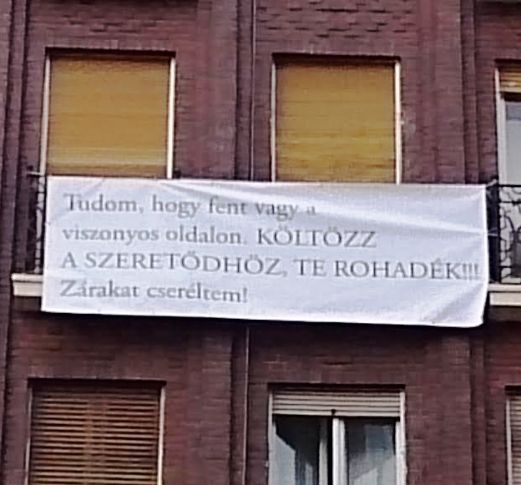 Tudom, hogy fent vagy a
viszonyos oldalon. KÖLTÖZZ
A SZERETŐDHÖZ, TE ROHADÉK!!!
Zárakat cseréltem!